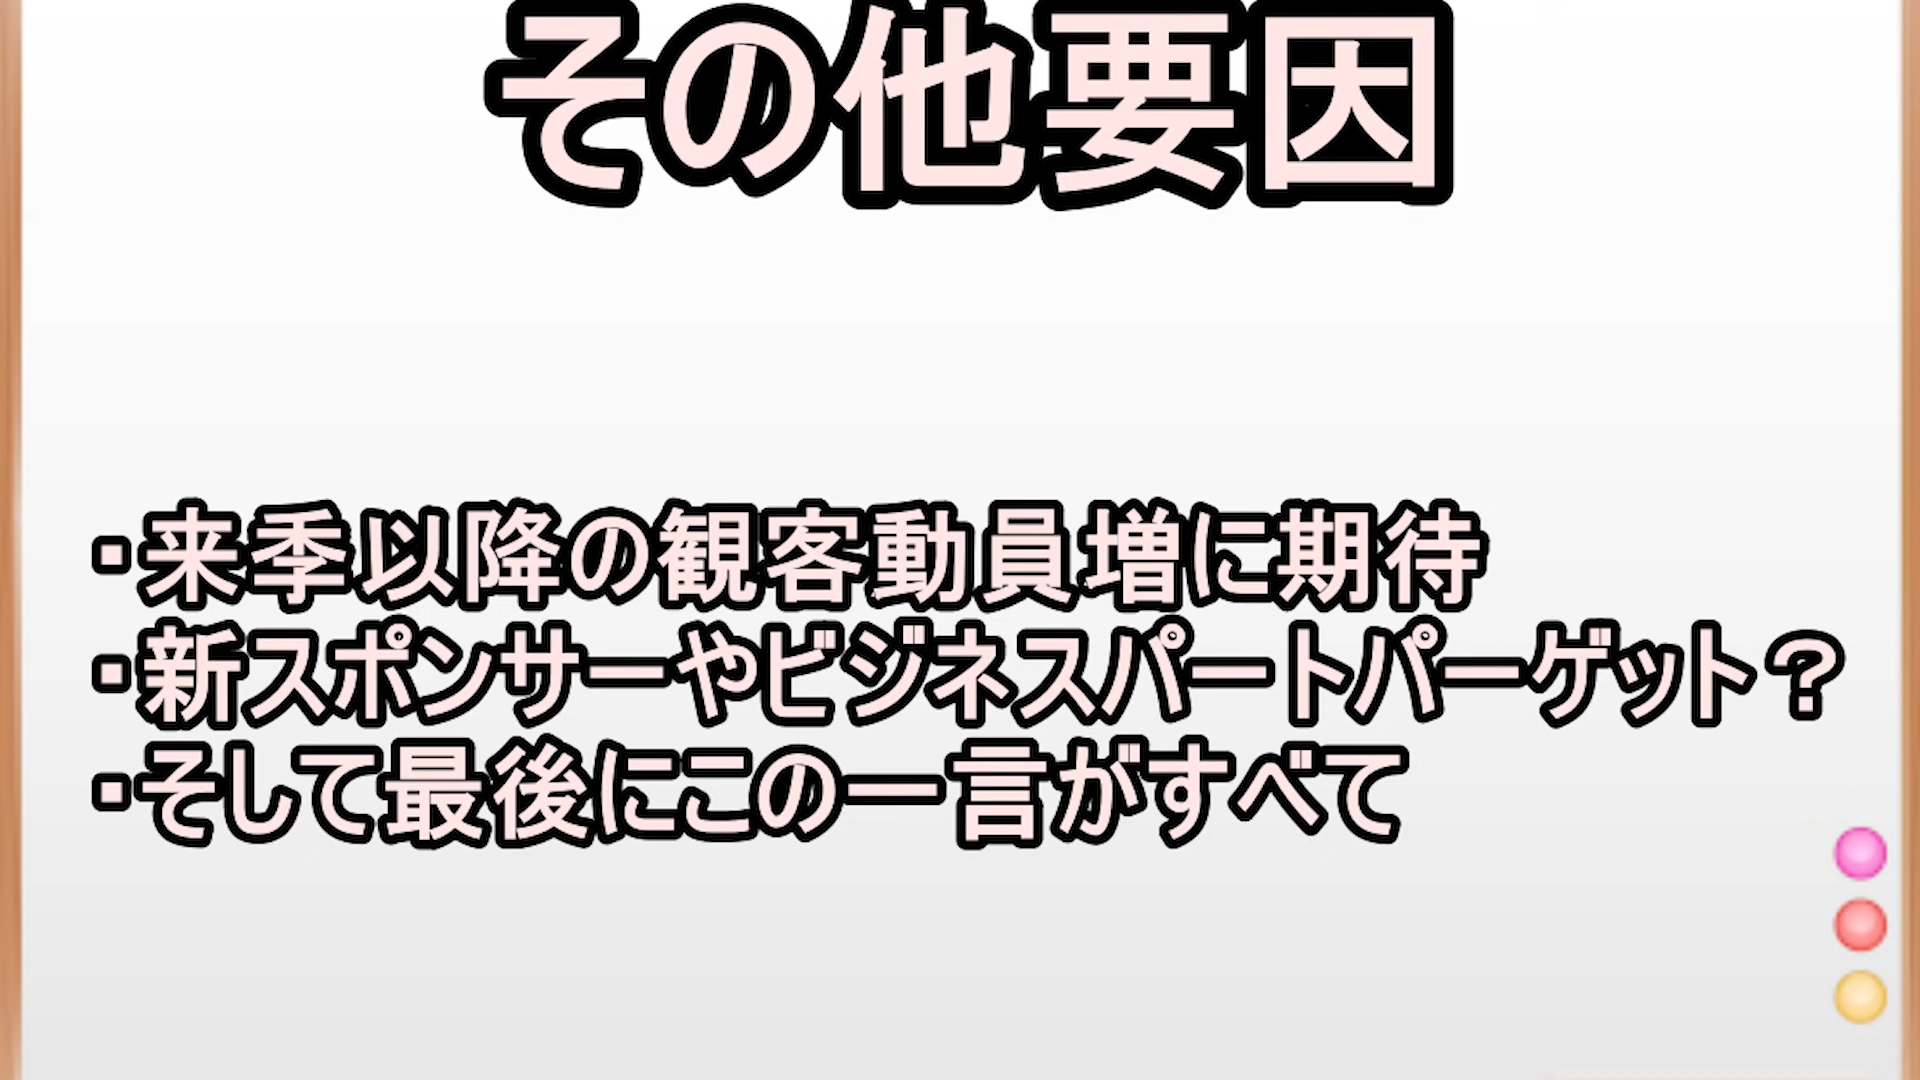 その他要因
・来季以降の観客動員増に期待
・新スポンサーやビジネスパートパーゲット？
・そして最後にこの一言がすべて